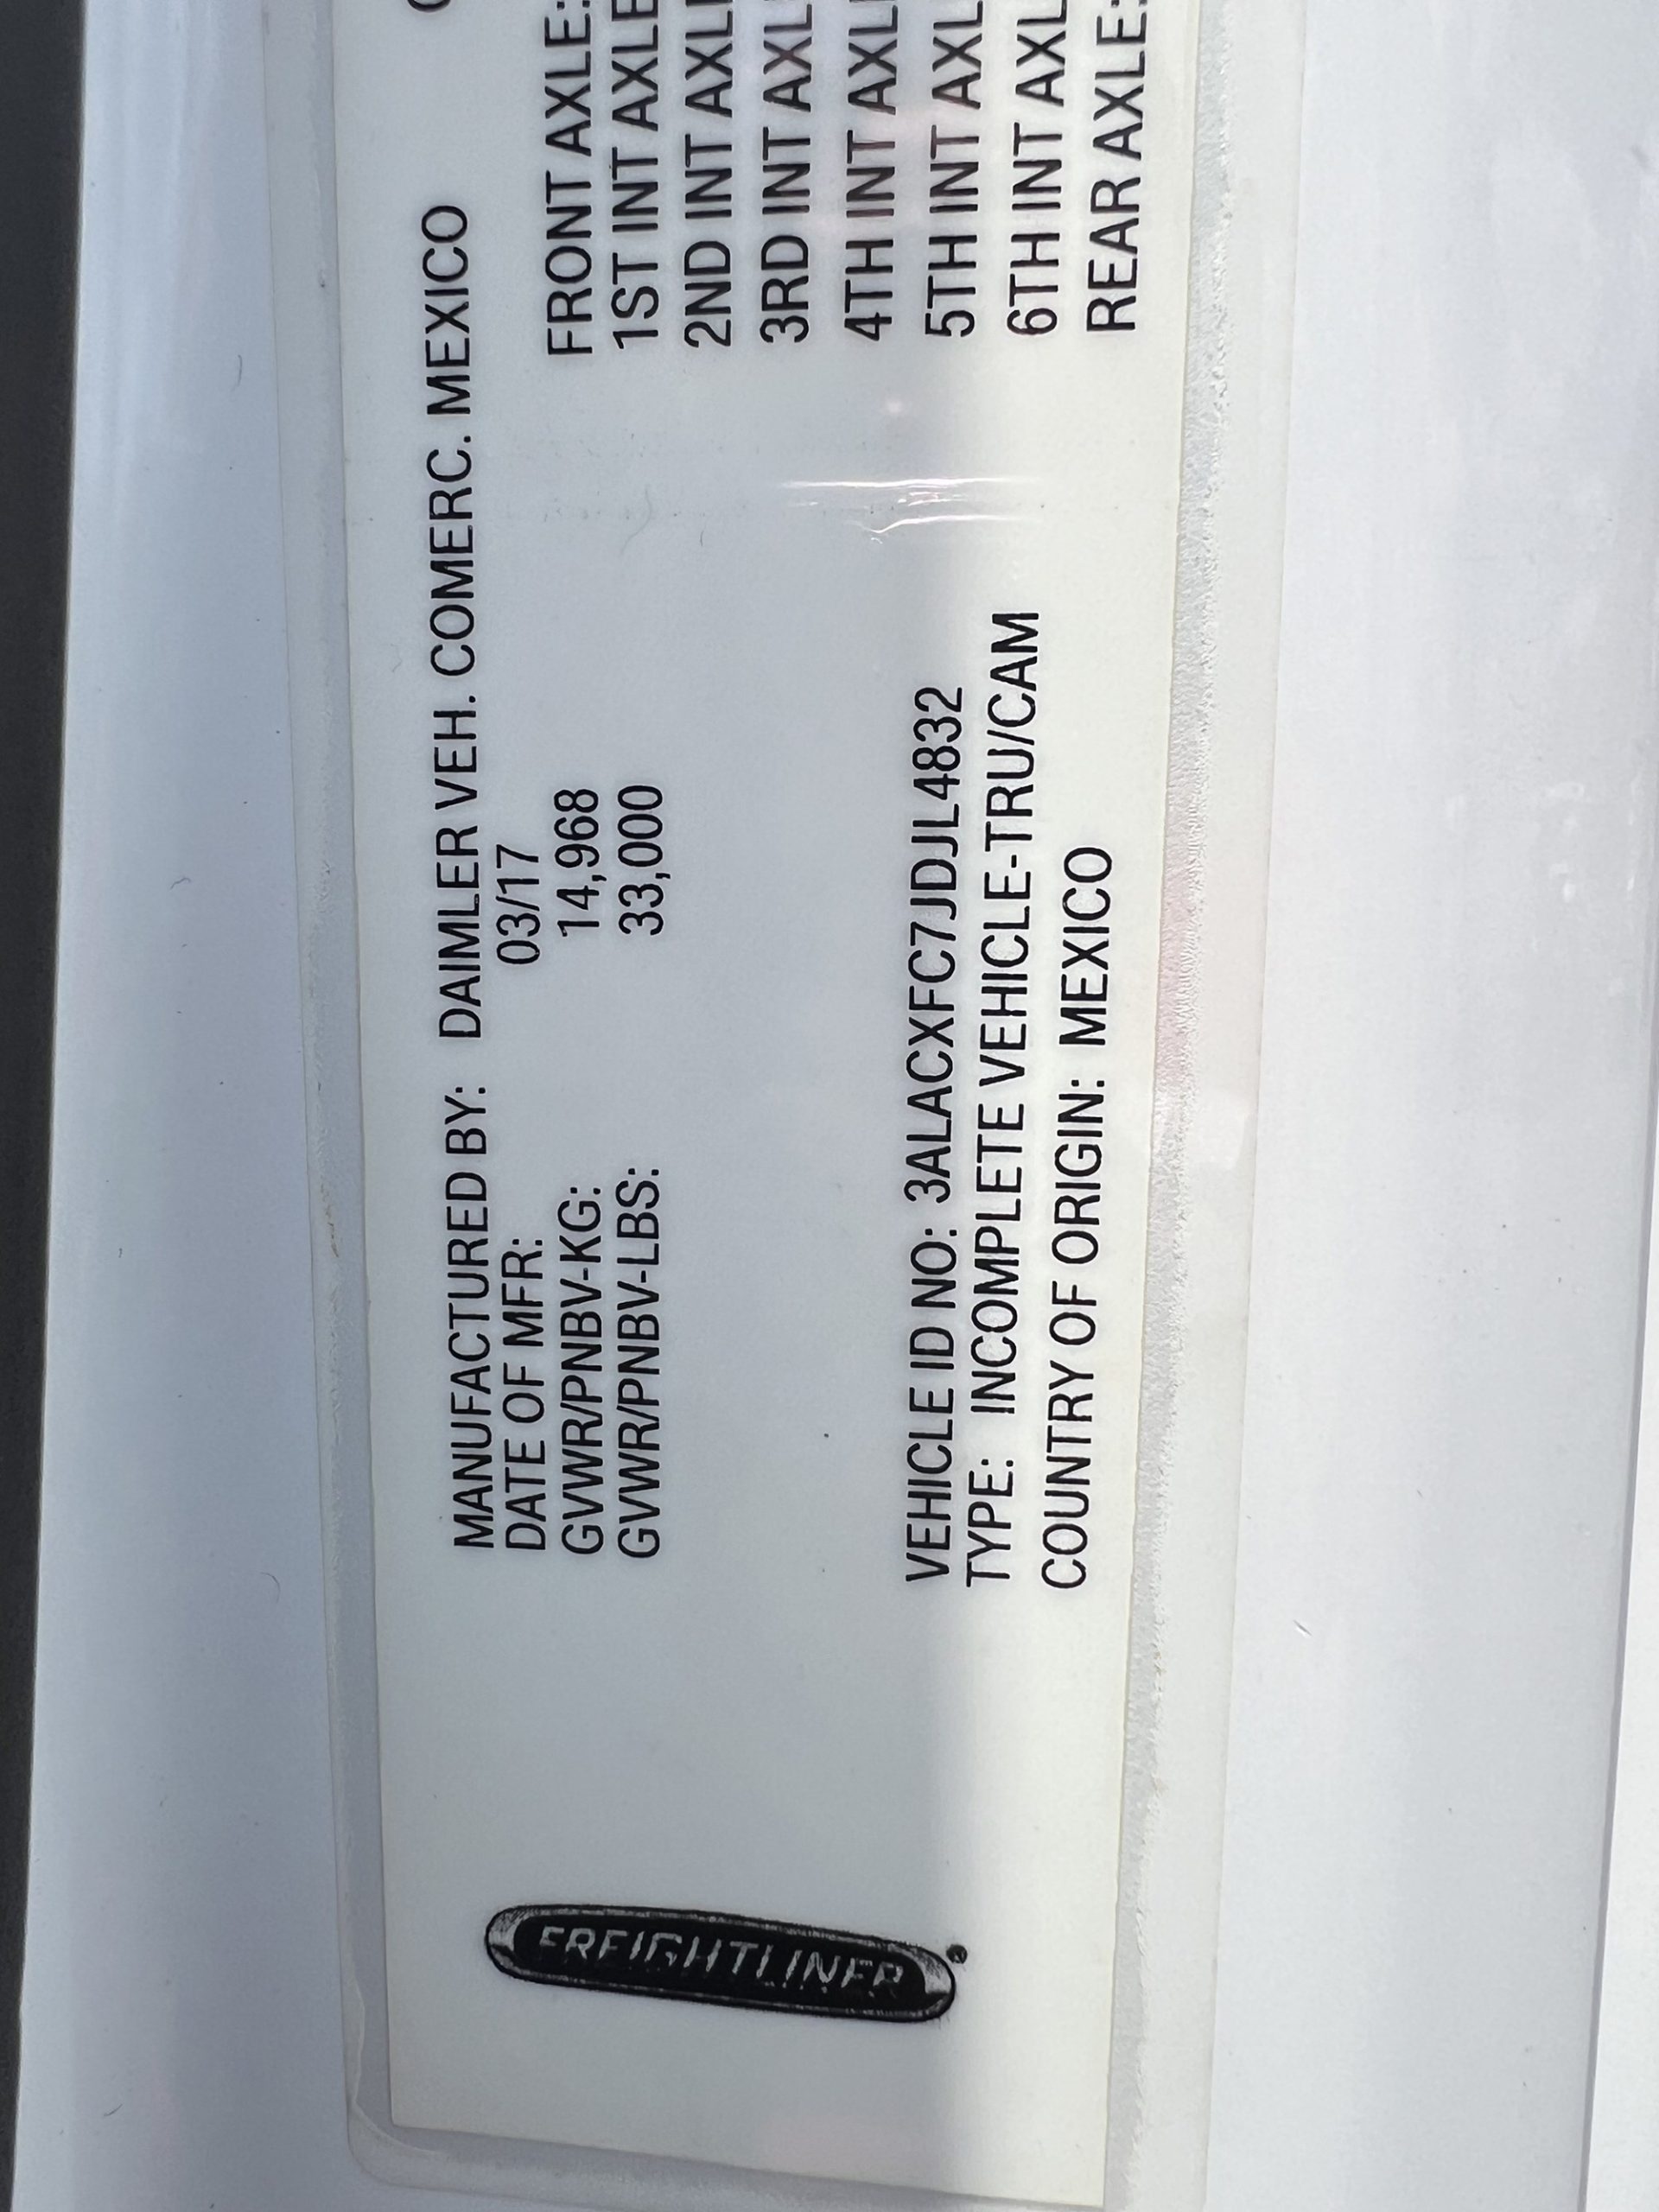 FREIGHTLINER
MANUFACTURED BY: DAIMLER VEH. COMERC. MEXICO
DATE OF MFR: 03/17
GVWR/PNBV-KG: 14,968
GVWR/PNBV-LBS: 33,000
VEHICLE ID NO: 3ALACXFC7JDJL4832
TYPE: INCOMPLETE VEHICLE-TRU/CAM
COUNTRY OF ORIGIN: MEXICO
FRONT AXLE:
1ST INT AXLE
2ND INT AXL
3RD INT AXL
4TH INT AXL
5TH INT AXL
6TH INT AXL
REAR AXLE: